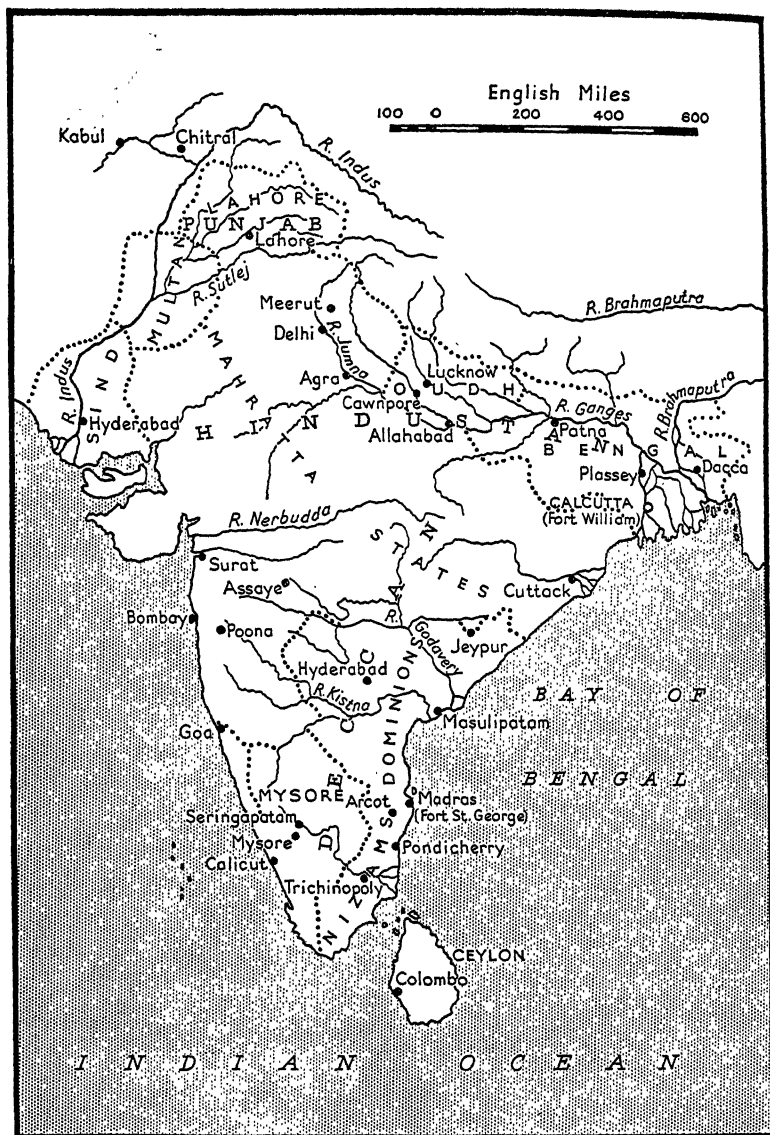 English Miles
100 0 200 400 600
Kabul
Chitral
R. Indus
LAHORE
PUNJAB
Lahore
MULTAN
R. Sutlej
R. Brahmaputra
Meerut
Delhi
R. Jumna
MAHRATTA
R. Indus
SIND
Hyderabad
Agra
Lucknow
OUDH
Cawnpore
HINDUSTAN
Allahabad
R. Ganges
Patna
R. Brahmaputra
BENGAL
Plassey
Dacca
CALCUTTA
(Fort William)
R. Nerbudda
STATES
Surat
Assaye
Cuttack
Bombay
Poona
R. Godavery
Jeypur
Hyderabad
R. Kistna
BAY OF
BENGAL
Masulipatam
Goa
DECCAN
NIZAMS DOMINIONS
MYSORE
Arcot
Madras
(Fort St. George)
Seringapatam
Mysore
Pondicherry
Calicut
Trichinopoly
CEYLON
Colombo
INDIAN OCEAN